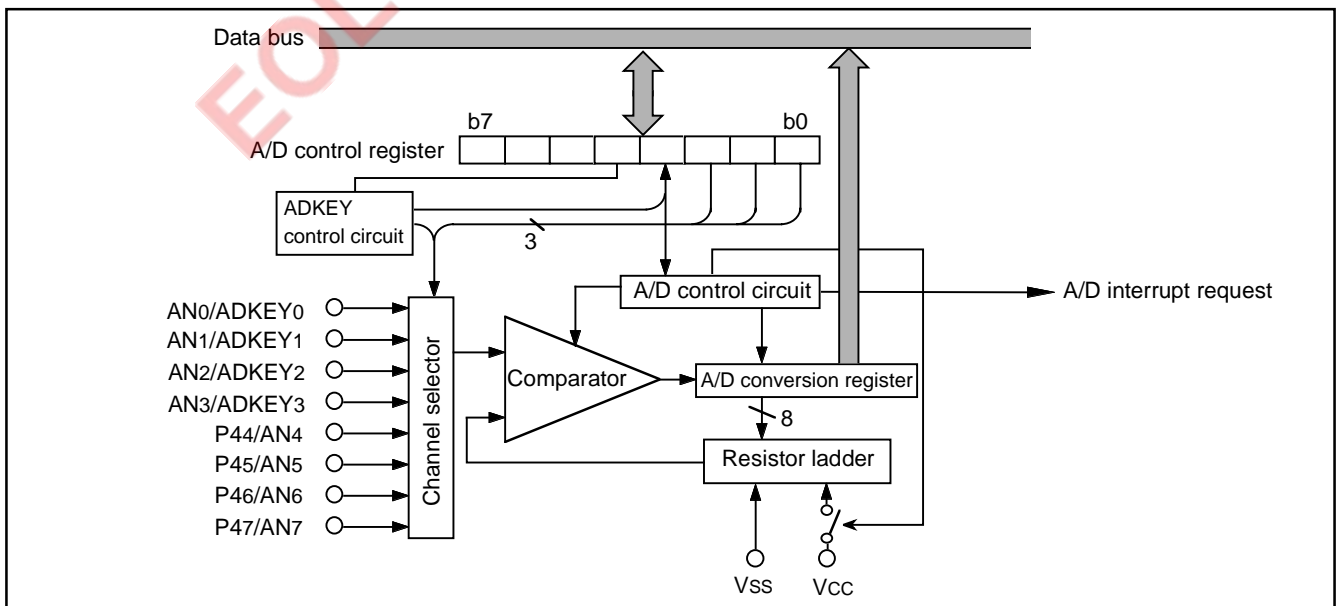 Data bus
EOL
b7 b0
A/D control register
ADKEY
control circuit
3
A/D control circuit
A/D interrupt request
AN0/ADKEY0
AN1/ADKEY1
AN2/ADKEY2
AN3/ADKEY3
P44/AN4
P45/AN5
P46/AN6
P47/AN7
Channel selector
Comparator
A/D conversion register
8
Resistor ladder
VSS VCC